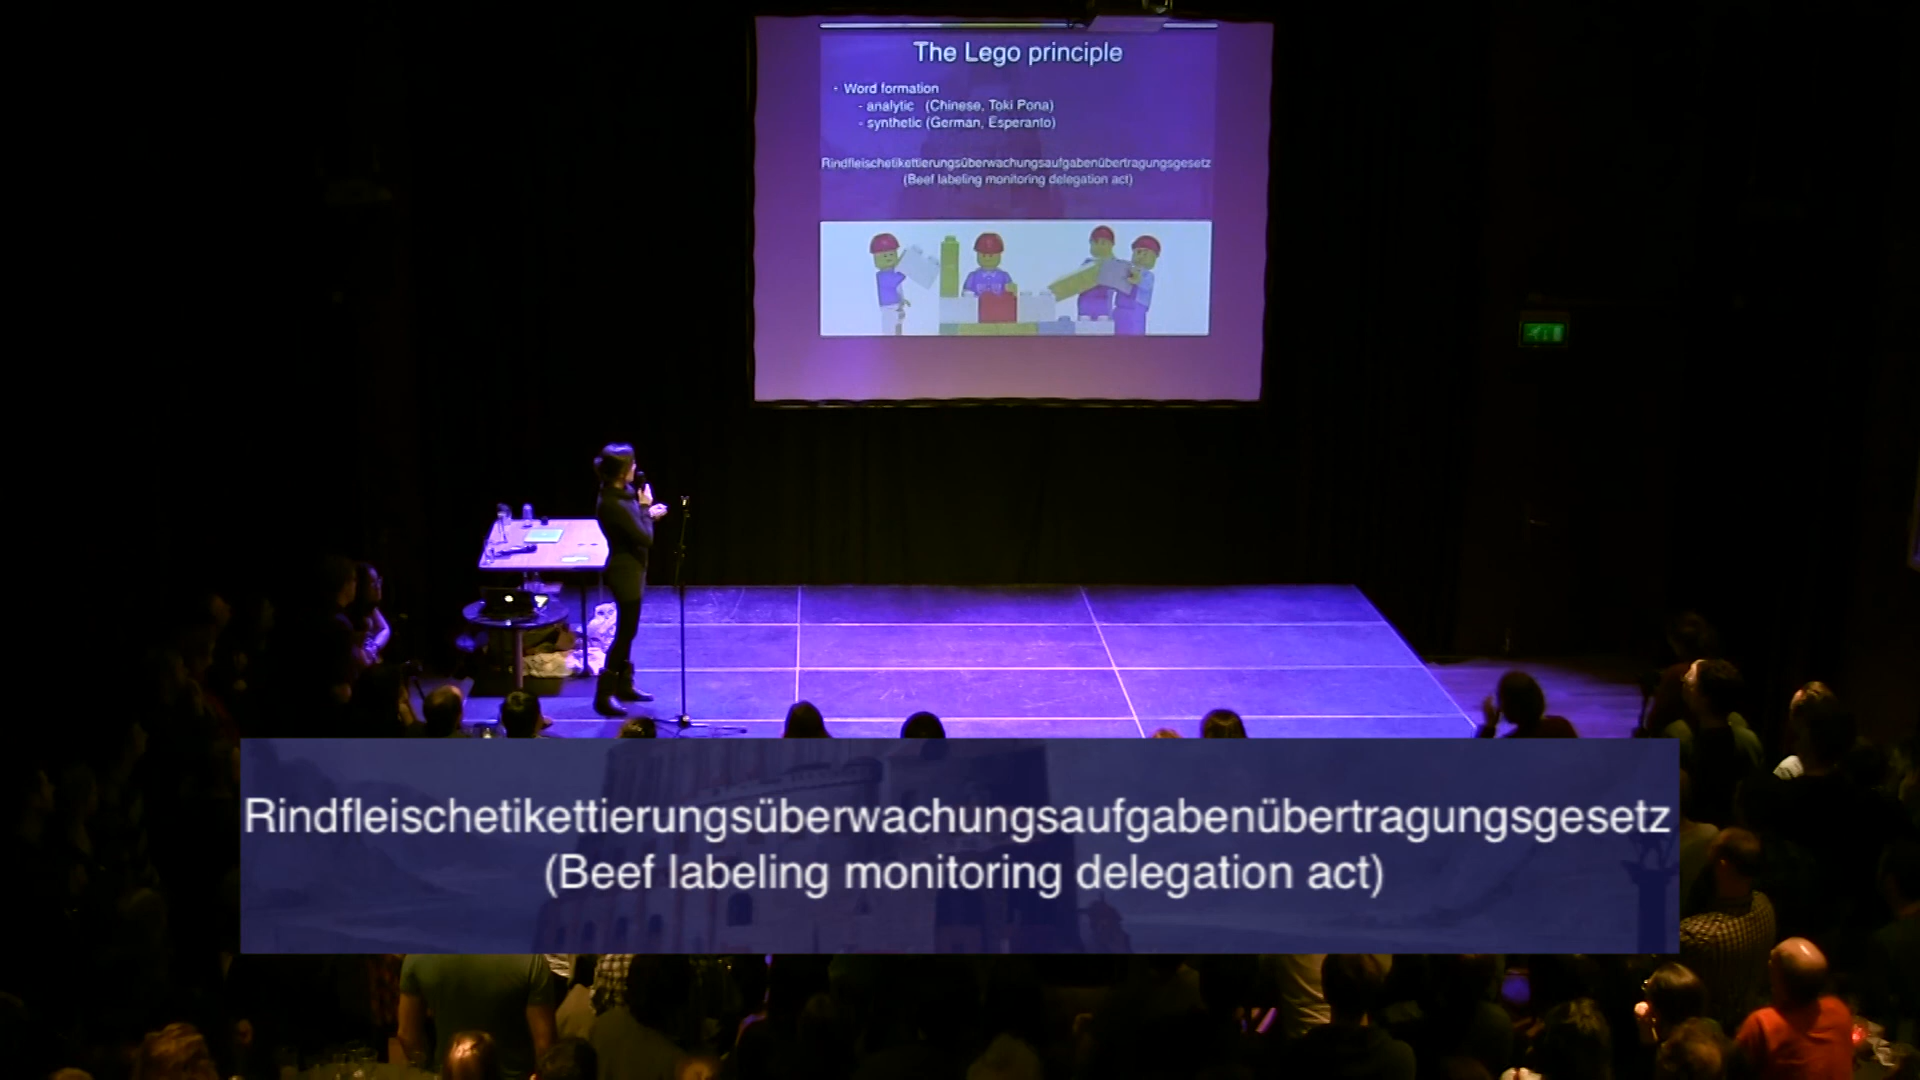 The Lego principle
· Word formation
- analytic (Chinese, Toki Pona)
- synthetic (German, Esperanto)
Rindfleischetikettierungsüberwachungsaufgabenübertragungsgesetz
(Beef labeling monitoring delegation act)
Rindfleischetikettierungsüberwachungsaufgabenübertragungsgesetz
(Beef labeling monitoring delegation act)